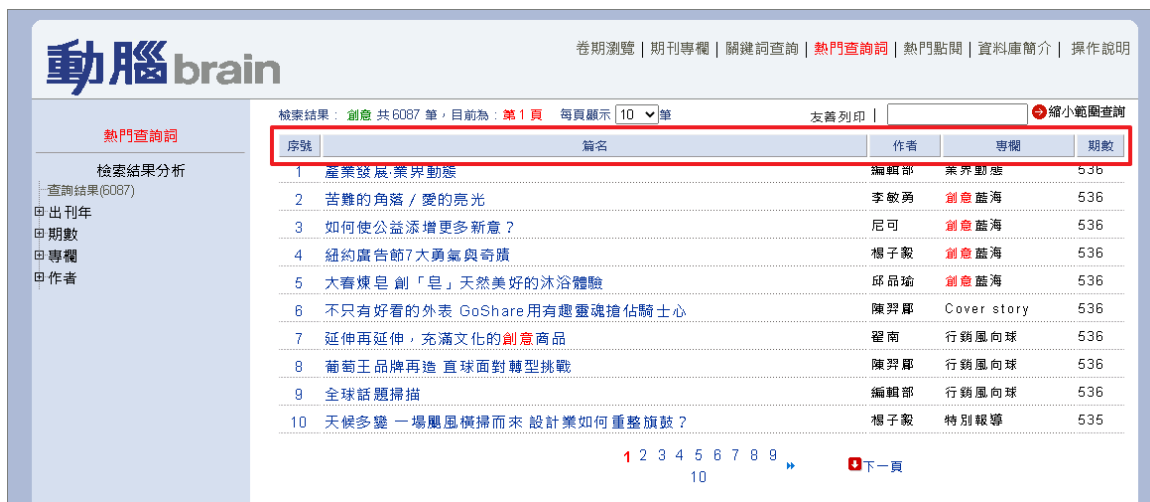 動腦brain
卷期瀏覽 | 期刊專欄 | 關鍵詞查詢 | 熱門查詢詞 | 熱門點閱 | 資料庫簡介 | 操作說明
熱門查詢詞
檢索結果分析
查詢結果(6087)
出刊年
期數
專欄
作者
檢索結果： 創意 共6087 筆，目前為：第1 頁 每頁顯示 10 筆 友善列印 | 縮小範圍查詢
序號 篇名 作者 專欄 期數
1 產業發展‧業界動態 編輯部 業界動態 536
2 苦難的角落 / 愛的亮光 李敏勇 創意藍海 536
3 如何使公益添增更多新意？ 尼可 創意藍海 536
4 紐約廣告節7大勇氣與奇蹟 楊子毅 創意藍海 536
5 大春煉皂 創「皂」天然美好的沐浴體驗 邱品瑜 創意藍海 536
6 不只有好看的外表 GoShare用有趣靈魂搶佔騎士心 陳羿郿 Cover story 536
7 延伸再延伸，充滿文化的創意商品 翟南 行銷風向球 536
8 葡萄王品牌再造 直球面對轉型挑戰 陳羿郿 行銷風向球 536
9 全球話題掃描 編輯部 行銷風向球 536
10 天候多變 一場颶風橫掃而來 設計業如何重整旗鼓？ 楊子毅 特別報導 535
1 2 3 4 5 6 7 8 9
10
下一頁